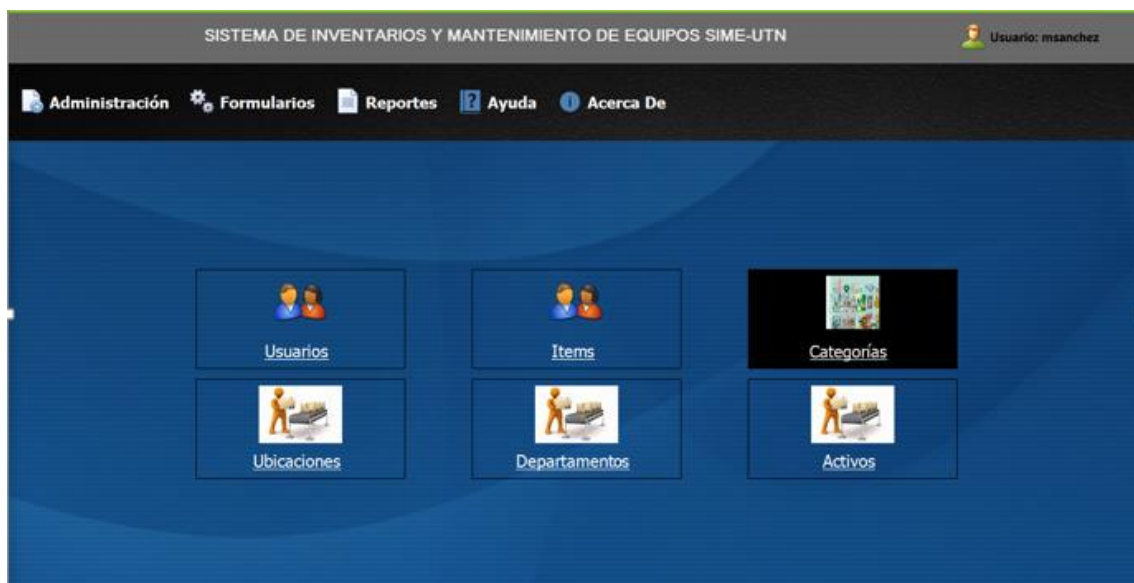 SISTEMA DE INVENTARIOS Y MANTENIMIENTO DE EQUIPOS SIME-UTN
Usuario: msanchez
Administración Formularios Reportes Ayuda Acerca De
Usuarios Items Categorías
Ubicaciones Departamentos Activos